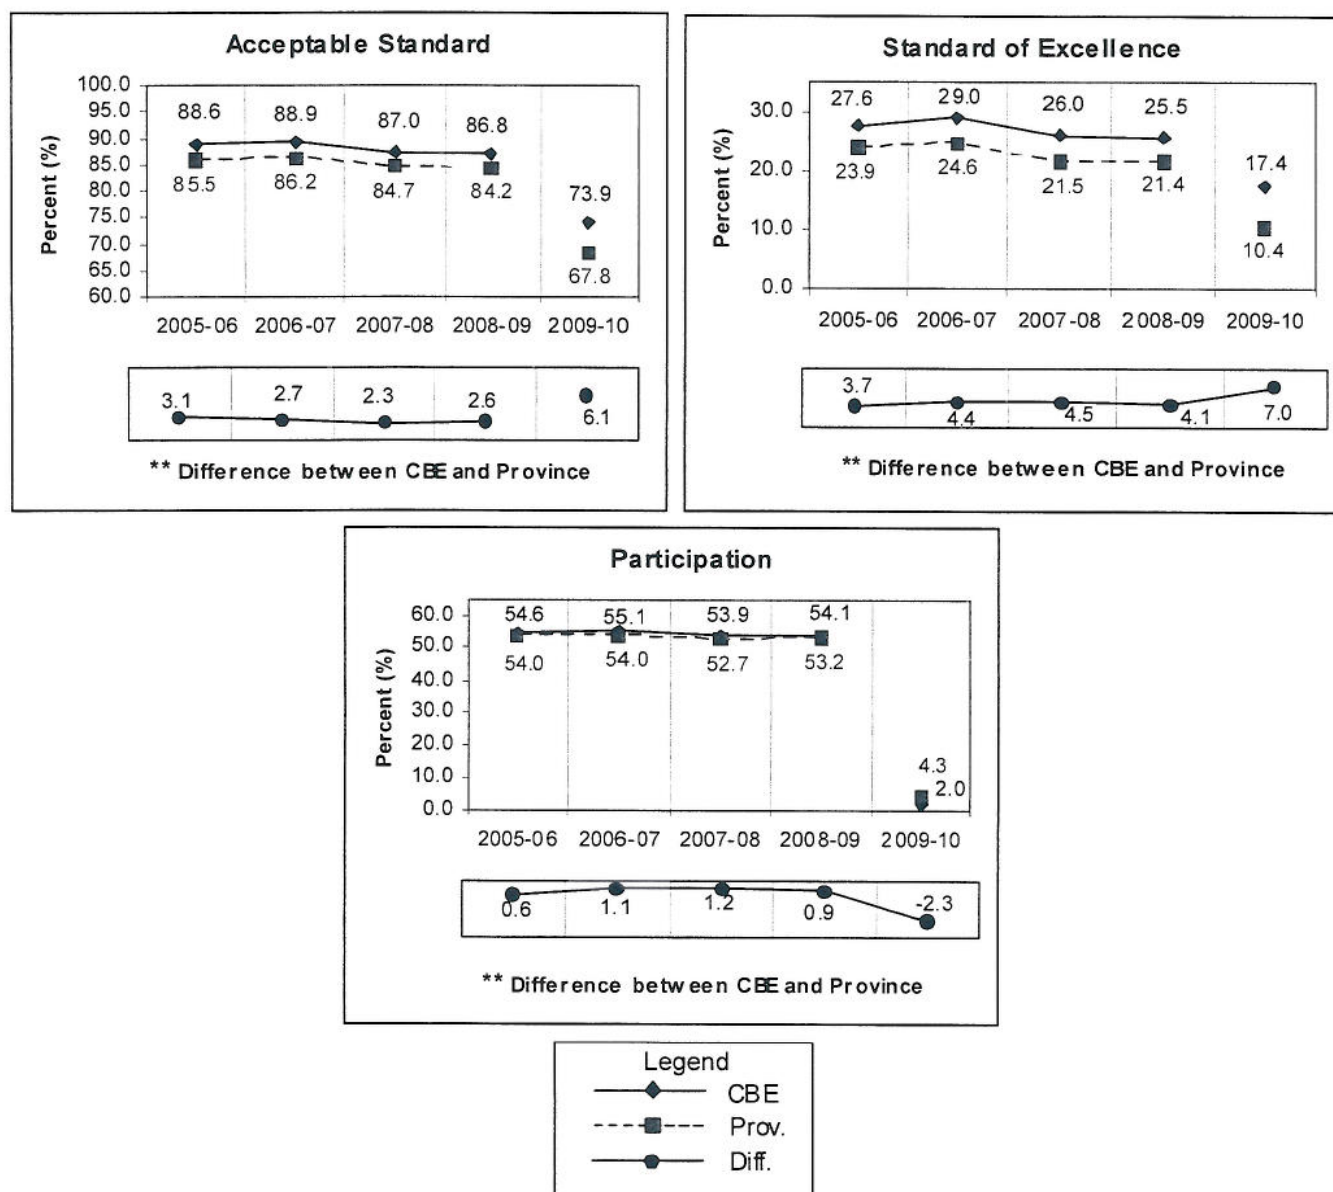 Acceptable Standard
Percent (%)
100.0
95.0
90.0
85.0
80.0
75.0
70.0
65.0
60.0
88.6 88.9 87.0 86.8
85.5 86.2 84.7 84.2 73.9
67.8
2005-06 2006-07 2007-08 2008-09 2009-10
3.1 2.7 2.3 2.6 6.1
** Difference between CBE and Province
Standard of Excellence
Percent (%)
30.0
20.0
10.0
0.0
27.6 29.0 26.0 25.5
23.9 24.6 21.5 21.4 17.4
10.4
2005-06 2006-07 2007-08 2008-09 2009-10
3.7 4.4 4.5 4.1 7.0
** Difference between CBE and Province
Participation
Percent (%)
60.0
50.0
40.0
30.0
20.0
10.0
0.0
54.6 55.1 53.9 54.1
54.0 54.0 52.7 53.2
4.3
2.0
2005-06 2006-07 2007-08 2008-09 2009-10
0.6 1.1 1.2 0.9 -2.3
** Difference between CBE and Province
Legend
CBE
Prov.
Diff.